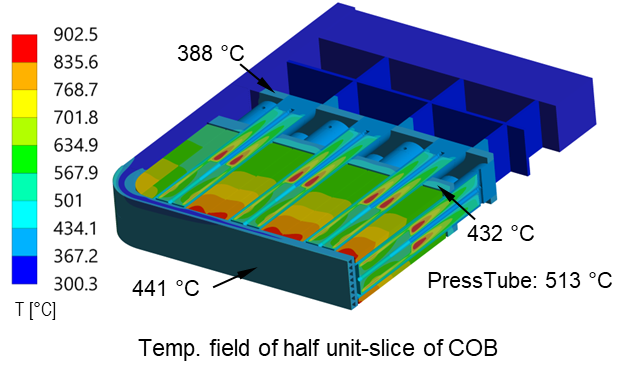 902.5
835.6
768.7
701.8
634.9
567.9
501
434.1
367.2
300.3
T [°C]
388 °C
432 °C
441 °C
PressTube: 513 °C
Temp. field of half unit-slice of COB